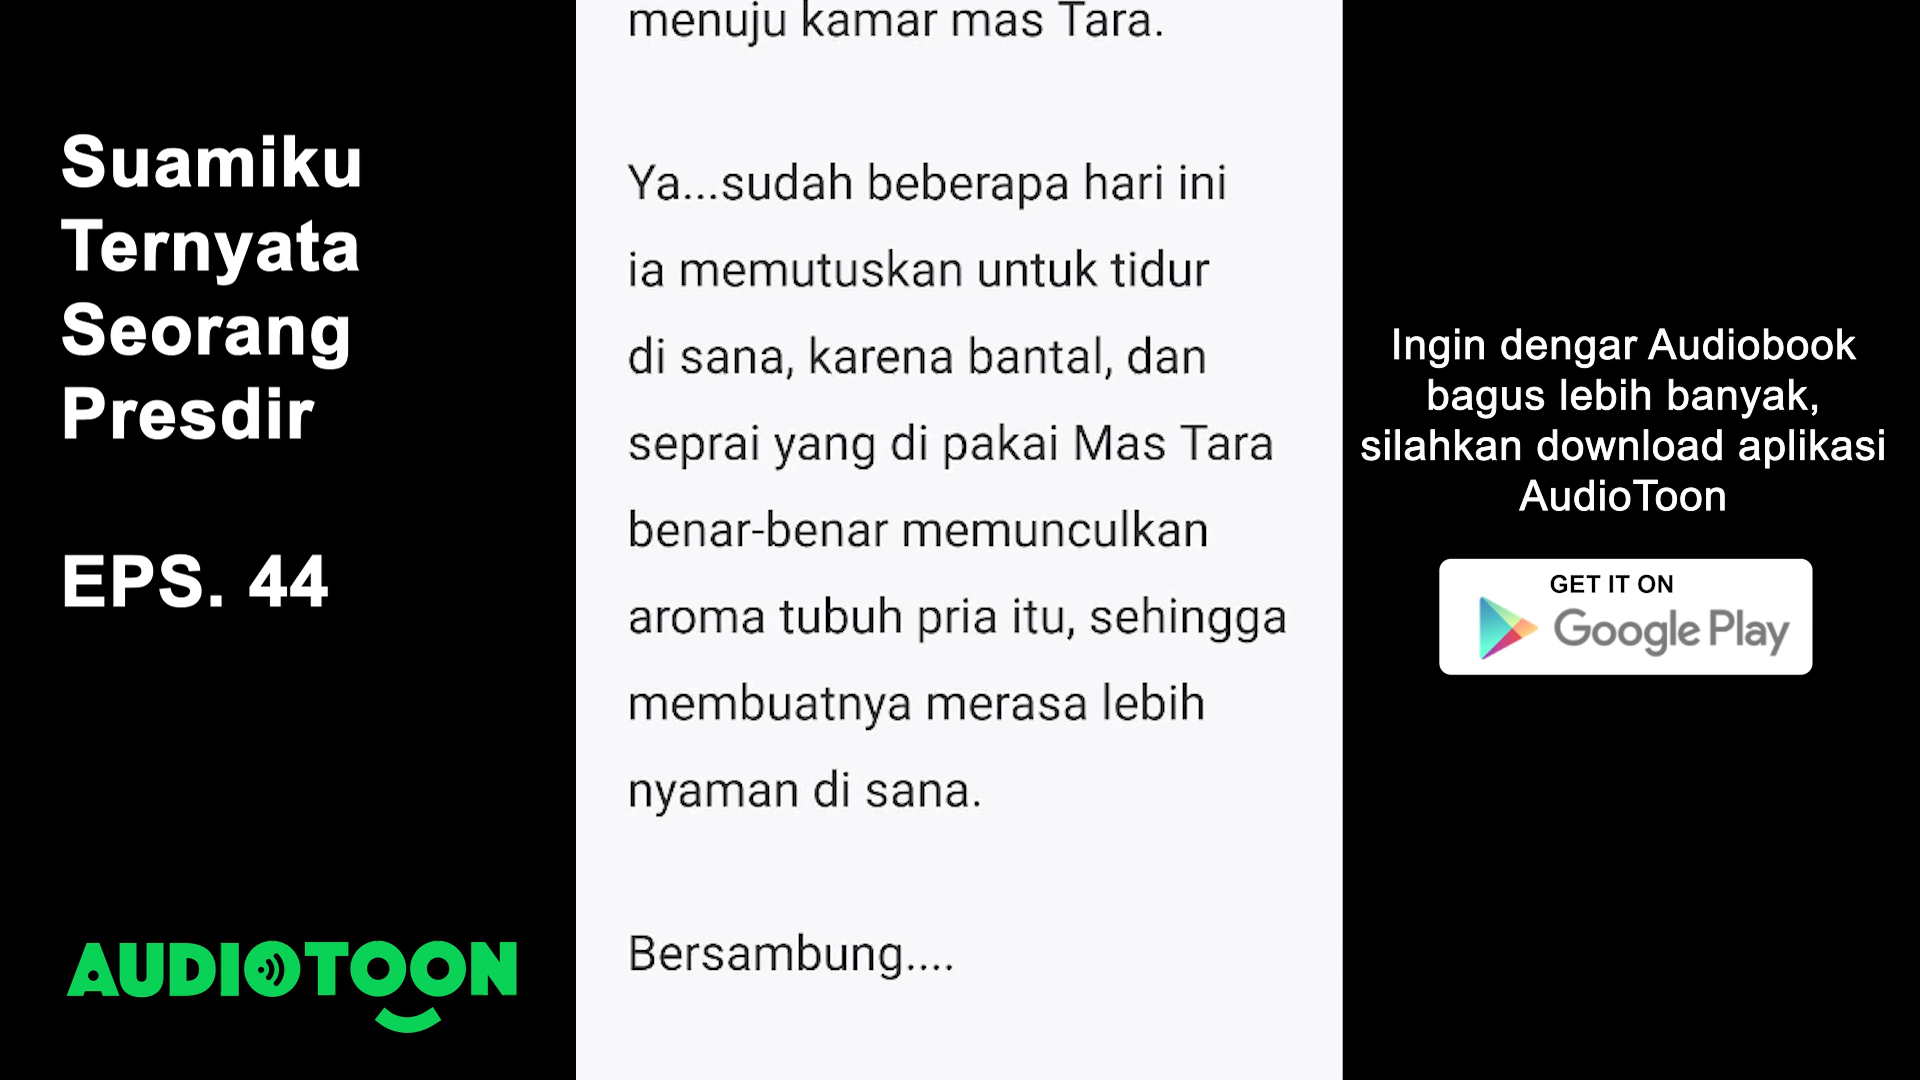 Suamiku
Ternyata
Seorang
Presdir
EPS. 44
AUDIOTOON
menuju kamar mas Tara.
Ya...sudah beberapa hari ini
ia memutuskan untuk tidur
di sana, karena bantal, dan
seprai yang di pakai Mas Tara
benar-benar memunculkan
aroma tubuh pria itu, sehingga
membuatnya merasa lebih
nyaman di sana.
Bersambung....
Ingin dengar Audiobook
bagus lebih banyak,
silahkan download aplikasi
AudioToon
GET IT ON
Google Play